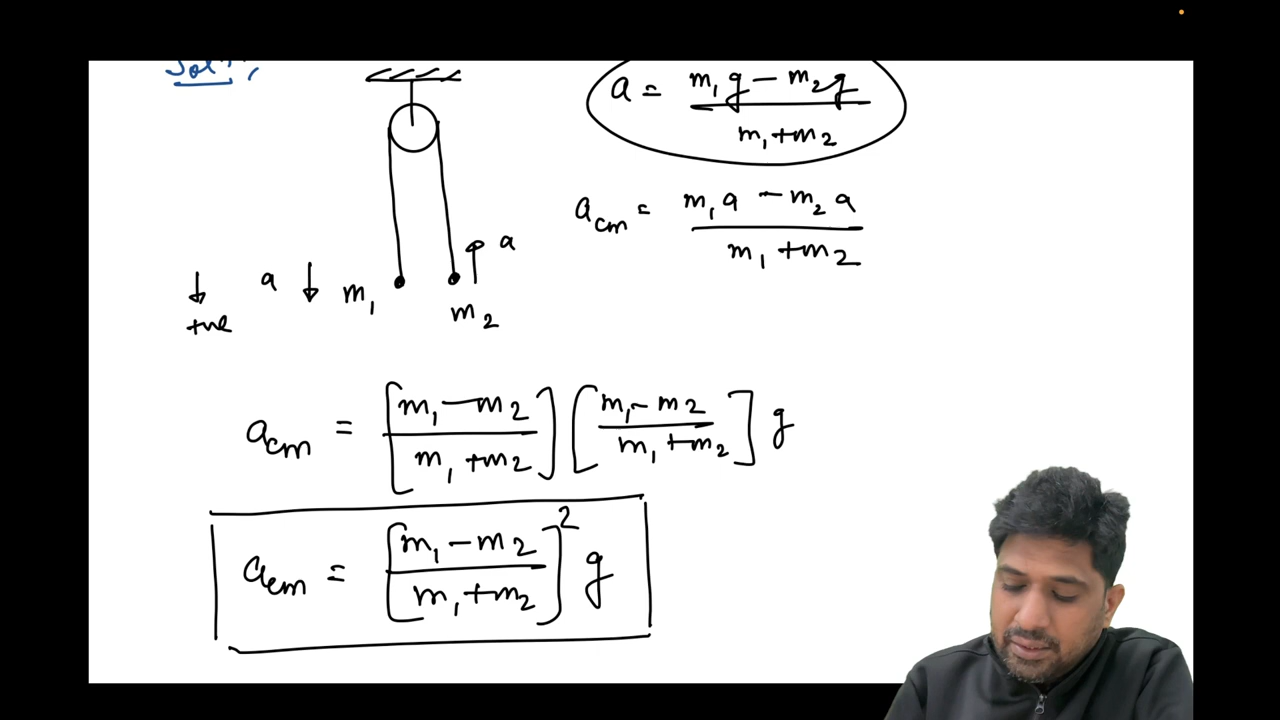 Solⁿ:,
a = (m₁g − m₂g) / (m₁+m₂)
a_cm = (m₁a − m₂a) / (m₁+m₂)
a
↓ +ve
a ↓ m₁
m₂
a_cm = [(m₁−m₂) / (m₁+m₂)] [(m₁−m₂) / (m₁+m₂)] g
a_cm = [(m₁−m₂) / (m₁+m₂)]² g